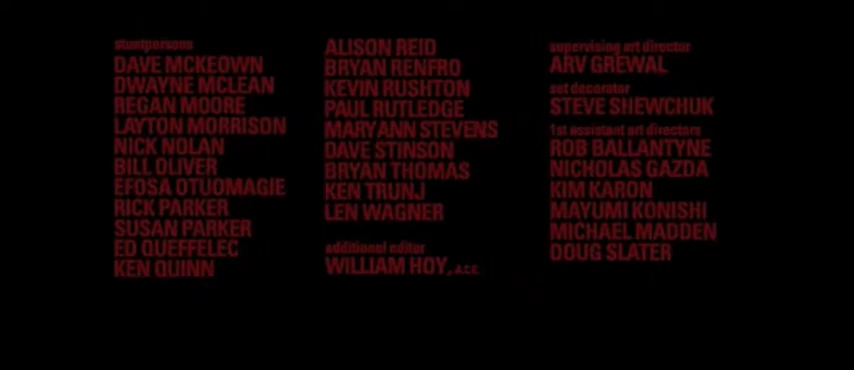 stuntpersons
DAVE MCKEOWN
DWAYNE MCLEAN
REGAN MOORE
LAYTON MORRISON
NICK NOLAN
BILL OLIVER
EFOSA OTUOMAGIE
RICK PARKER
SUSAN PARKER
ED QUEFFELEC
KEN QUINN
ALISON REID
BRYAN RENFRO
KEVIN RUSHTON
PAUL RUTLEDGE
MARYANN STEVENS
DAVE STINSON
BRYAN THOMAS
KEN TRUNJ
LEN WAGNER
additional editor
WILLIAM HOY, A.C.E.
supervising art director
ARV GREWAL
set decorator
STEVE SHEWCHUK
1st assistant art directors
ROB BALLANTYNE
NICHOLAS GAZDA
KIM KARON
MAYUMI KONISHI
MICHAEL MADDEN
DOUG SLATER